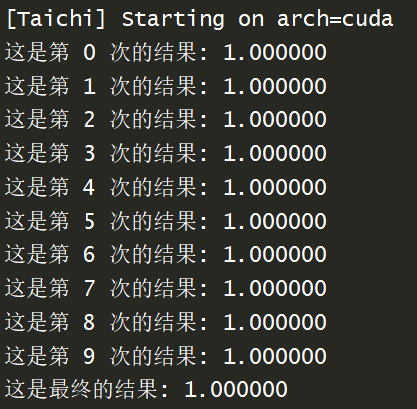 [Taichi] Starting on arch=cuda
这是第 0 次的结果: 1.000000
这是第 1 次的结果: 1.000000
这是第 2 次的结果: 1.000000
这是第 3 次的结果: 1.000000
这是第 4 次的结果: 1.000000
这是第 5 次的结果: 1.000000
这是第 6 次的结果: 1.000000
这是第 7 次的结果: 1.000000
这是第 8 次的结果: 1.000000
这是第 9 次的结果: 1.000000
这是最终的结果: 1.000000